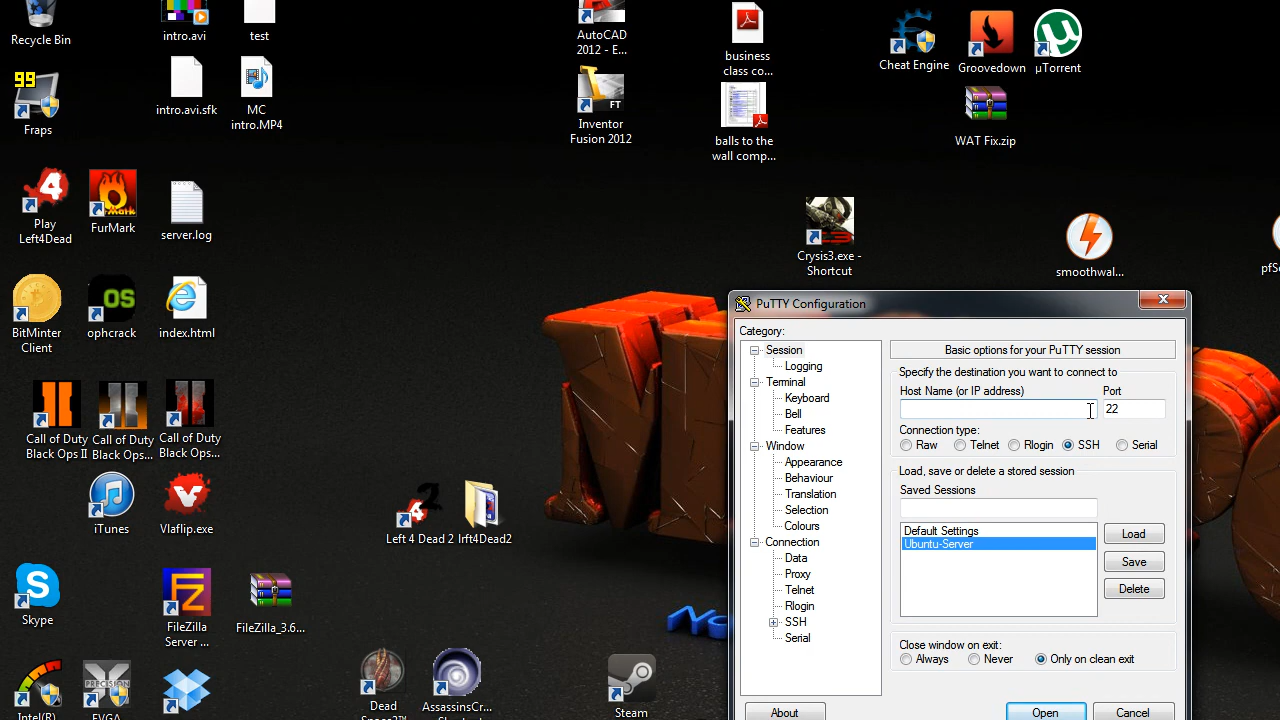 Recycle Bin
intro.avi
test
AutoCAD
2012 - E...
business
class co...
Cheat Engine
Groovedown
µTorrent
99
Fraps
intro.avi.sfk
MC
intro.MP4
FT
Inventor
Fusion 2012
balls to the
wall comp...
WAT Fix.zip
Play
Left4Dead
FurMark
server.log
Crysis3.exe -
Shortcut
smoothwal...
BitMinter
Client
OS
ophcrack
index.html
Call of Duty
Black Ops II
Call of Duty
Black Ops...
Call of Duty
Black Ops...
iTunes
Vlaflip.exe
Left 4 Dead 2
lrft4Dead2
Skype
FileZilla
Server ...
FileZilla_3.6...
Intel(R)
PRECISION
EVGA
Dead
AssassinsCr...
Steam
PuTTY Configuration
Category:
Session
Logging
Terminal
Keyboard
Bell
Features
Window
Appearance
Behaviour
Translation
Selection
Colours
Connection
Data
Proxy
Telnet
Rlogin
SSH
Serial
Basic options for your PuTTY session
Specify the destination you want to connect to
Host Name (or IP address)
Port
22
Connection type:
Raw
Telnet
Rlogin
SSH
Serial
Load, save or delete a stored session
Saved Sessions
Default Settings
Ubuntu-Server
Load
Save
Delete
Close window on exit:
Always
Never
Only on clean exit
About
Open
Cancel